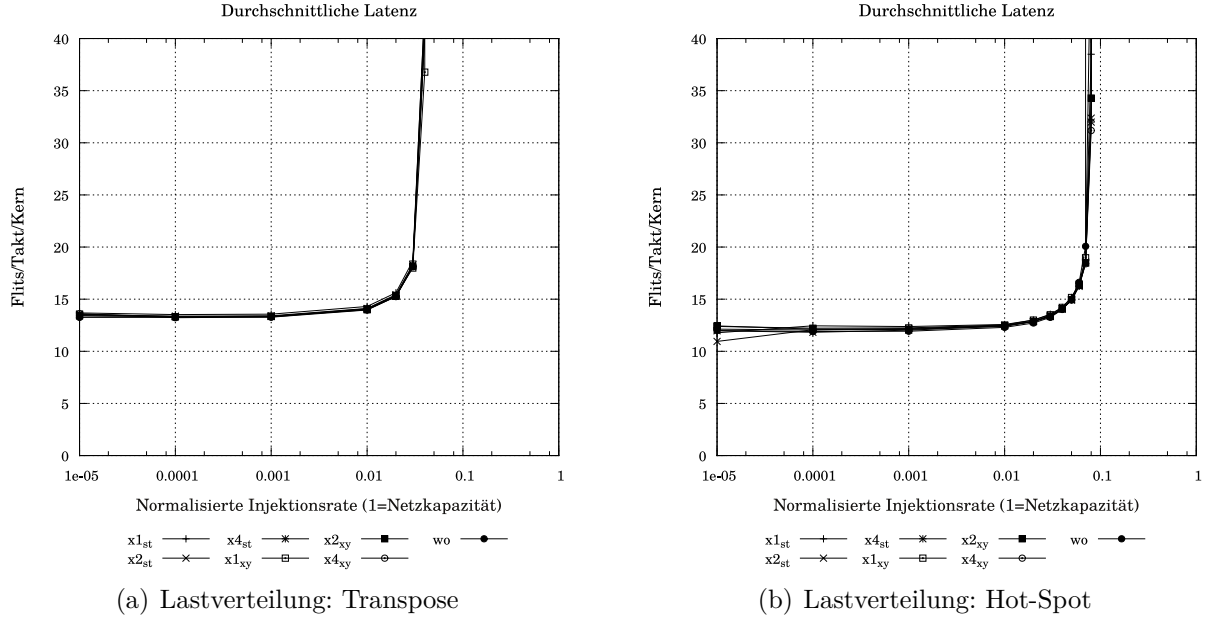 Durchschnittliche Latenz
40
35
30
25
20
15
10
5
0
Flits/Takt/Kern
1e-05 0.0001 0.001 0.01 0.1 1
Normalisierte Injektionsrate (1=Netzkapazität)
x1st x4st x2xy wo
x2st x1xy x4xy
(a) Lastverteilung: Transpose
Durchschnittliche Latenz
40
35
30
25
20
15
10
5
0
Flits/Takt/Kern
1e-05 0.0001 0.001 0.01 0.1 1
Normalisierte Injektionsrate (1=Netzkapazität)
x1st x4st x2xy wo
x2st x1xy x4xy
(b) Lastverteilung: Hot-Spot